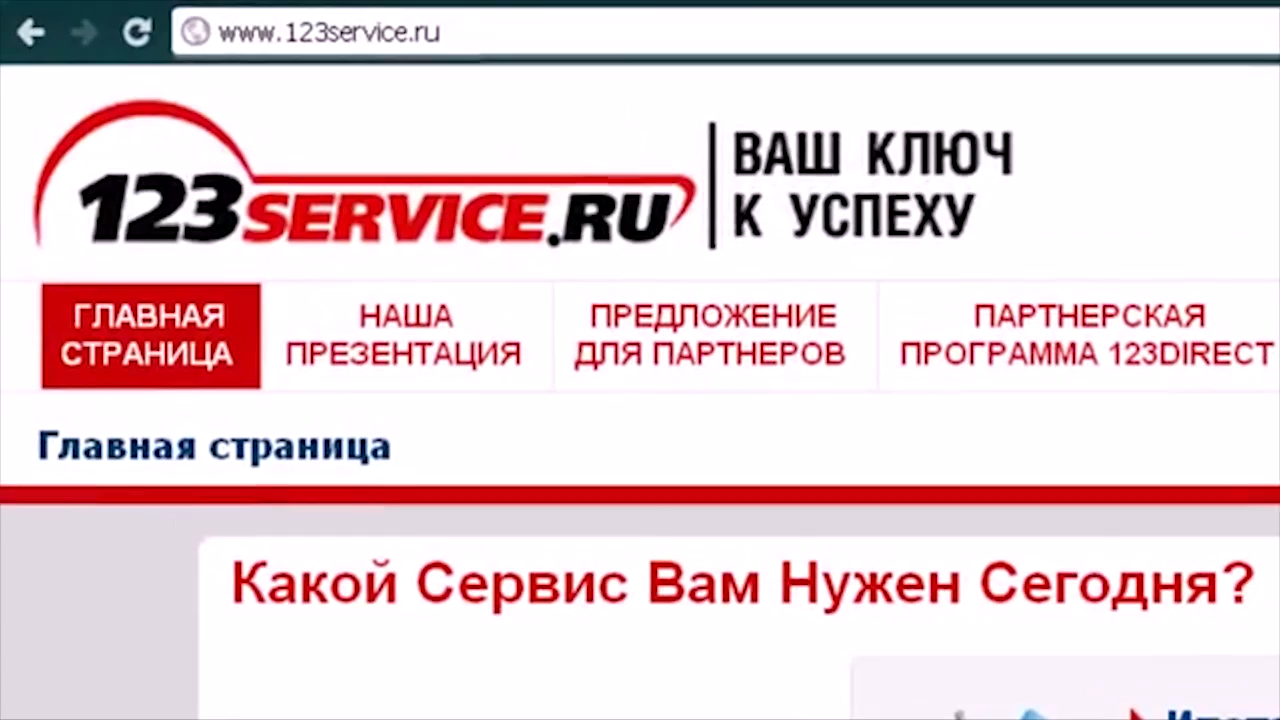 www.123service.ru
123SERVICE.RU
ВАШ КЛЮЧ
К УСПЕХУ
ГЛАВНАЯ
СТРАНИЦА
НАША
ПРЕЗЕНТАЦИЯ
ПРЕДЛОЖЕНИЕ
ДЛЯ ПАРТНЕРОВ
ПАРТНЕРСКАЯ
ПРОГРАММА 123DIRECT
Главная страница
Какой Сервис Вам Нужен Сегодня?